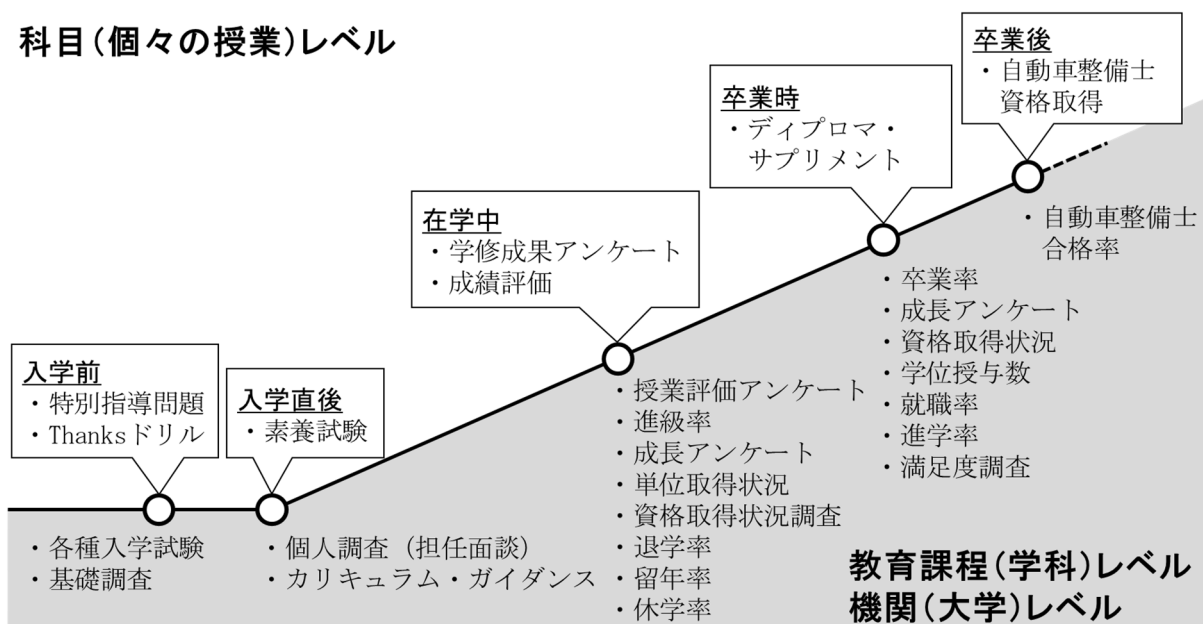 科目(個々の授業)レベル
入学前
・特別指導問題
・Thanksドリル
入学直後
・素養試験
在学中
・学修成果アンケート
・成績評価
卒業時
・ディプロマ・
サプリメント
卒業後
・自動車整備士
資格取得
・各種入学試験
・基礎調査
・個人調査（担任面談）
・カリキュラム・ガイダンス
・授業評価アンケート
・進級率
・成長アンケート
・単位取得状況
・資格取得状況調査
・退学率
・留年率
・休学率
・卒業率
・成長アンケート
・資格取得状況
・学位授与数
・就職率
・進学率
・満足度調査
・自動車整備士
合格率
教育課程(学科)レベル
機関(大学)レベル